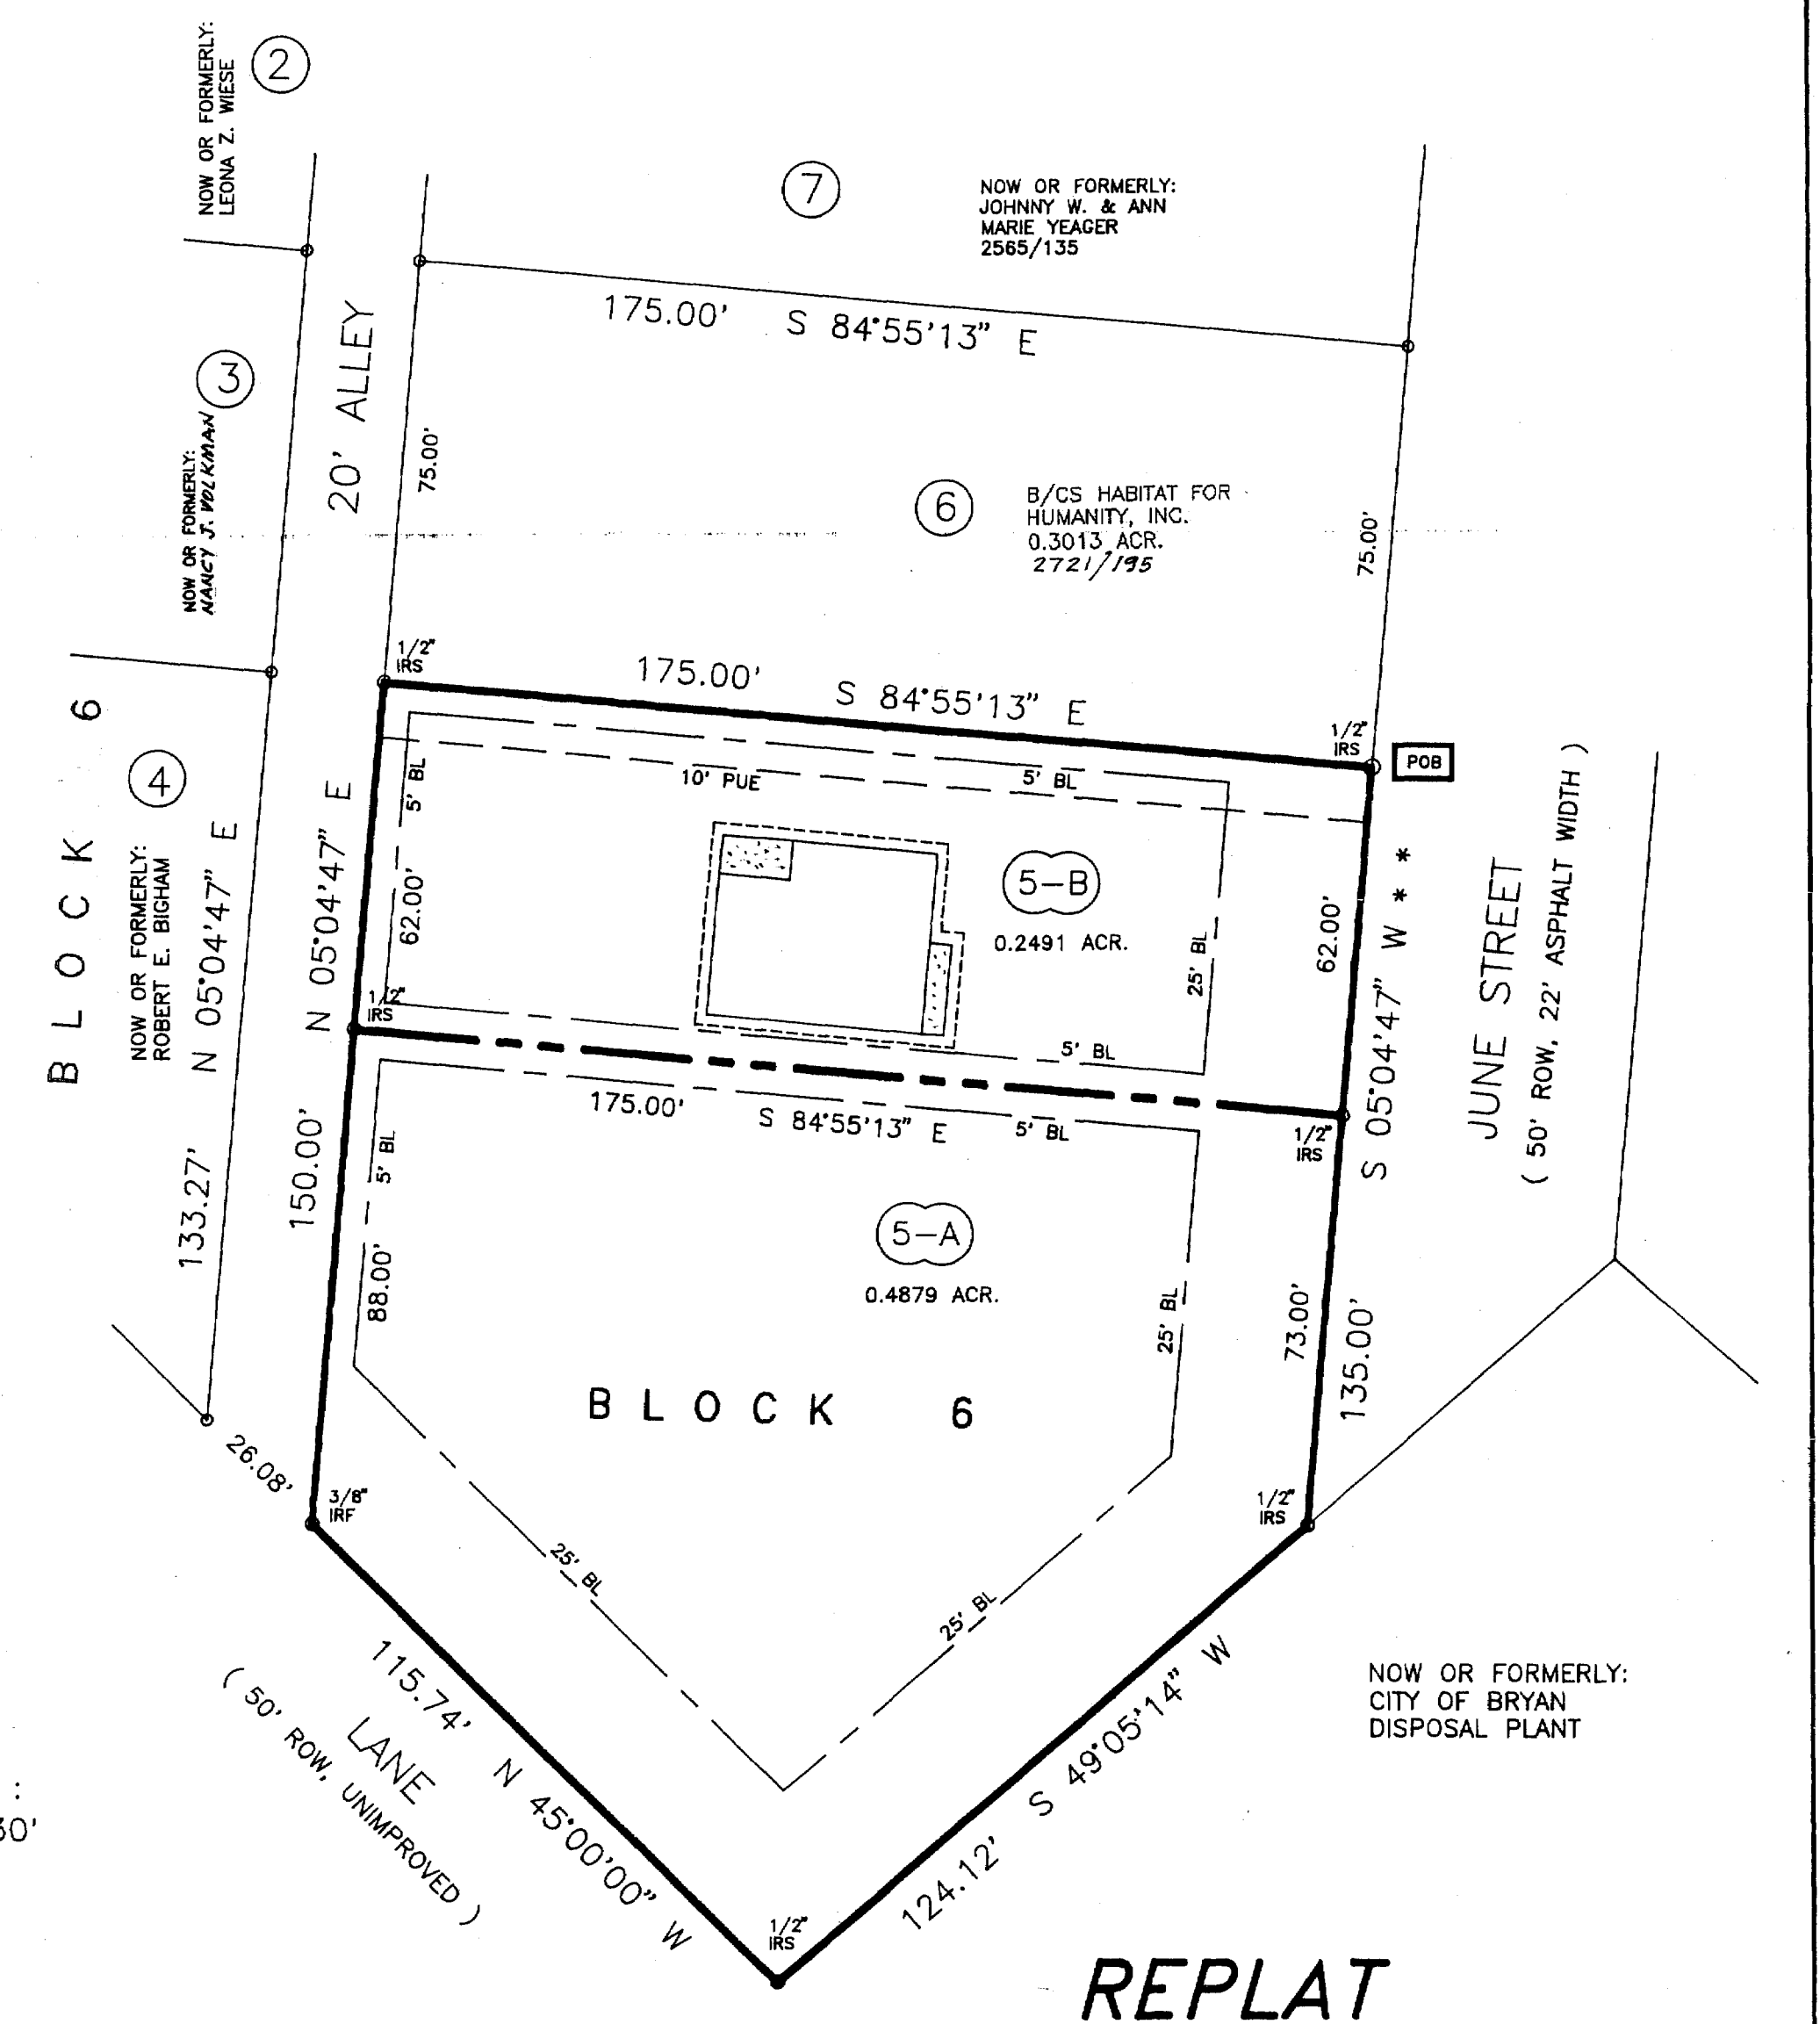 NOW OR FORMERLY:
LEONA Z. WIESE
2
7
NOW OR FORMERLY:
JOHNNY W. & ANN
MARIE YEAGER
2565/135
175.00' S 84°55'13" E
3
NOW OR FORMERLY:
NANCY J. VOLKMAN
20' ALLEY
75.00'
6
B/CS HABITAT FOR
HUMANITY, INC.
0.3013 ACR.
2721/195
75.00'
1/2"
IRS
175.00' S 84°55'13" E
1/2"
IRS
POB
BLOCK 6
4
NOW OR FORMERLY:
ROBERT E. BIGHAM
133.27' N 05°04'47" E
150.00' N 05°04'47" E
5' BL
62.00'
10' PUE
5' BL
5-B
0.2491 ACR.
25' BL
62.00'
S 05°04'47" W * *
JUNE STREET
( 50' ROW, 22' ASPHALT WIDTH )
1/2"
IRS
5' BL
175.00' S 84°55'13" E
5' BL
1/2"
IRS
5' BL
88.00'
5-A
0.4879 ACR.
25' BL
73.00'
135.00'
BLOCK 6
26.08'
3/8"
IRF
1/2"
IRS
25' BL
25' BL
115.74' N 45°00'00" W
LANE
( 50' ROW, UNIMPROVED )
124.12' S 49°05'14" W
NOW OR FORMERLY:
CITY OF BRYAN
DISPOSAL PLANT
1/2"
IRS
REPLAT